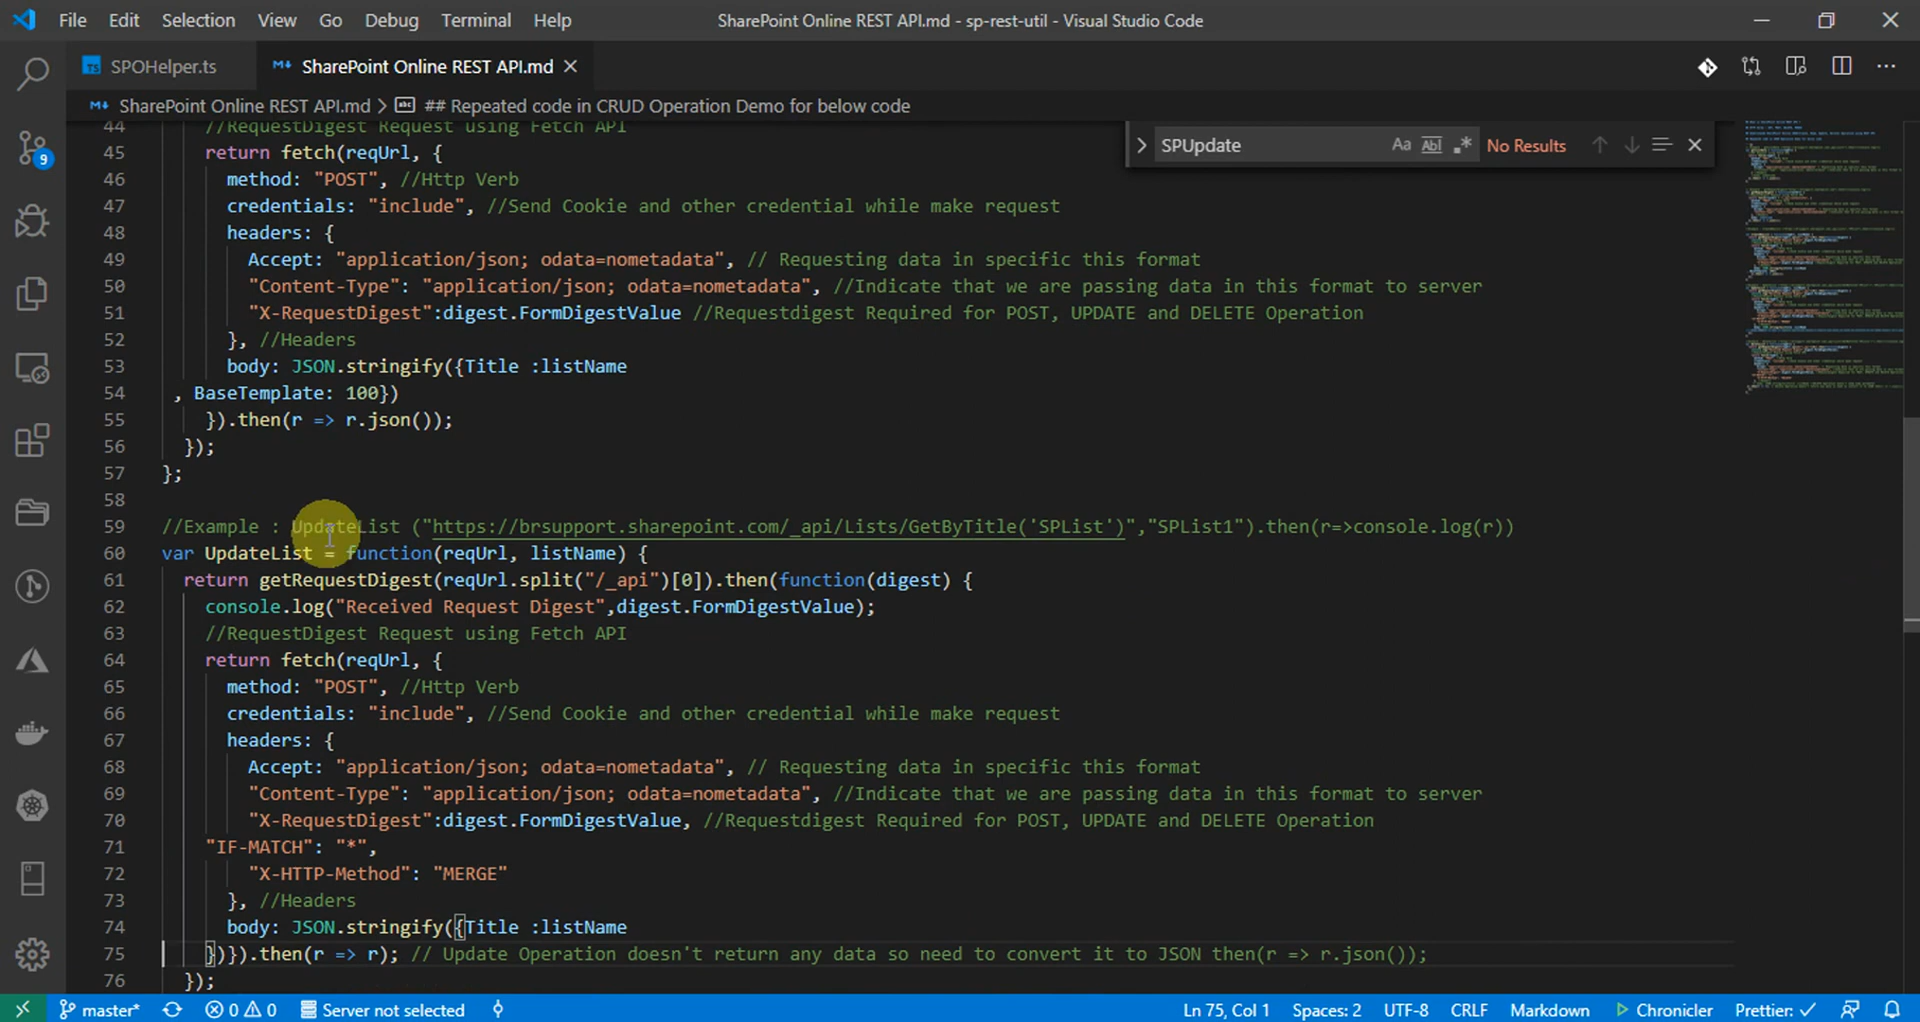 File Edit Selection View Go Debug Terminal Help SharePoint Online REST API.md - sp-rest-util - Visual Studio Code
TS SPOHelper.ts SharePoint Online REST API.md
SharePoint Online REST API.md > abc ## Repeated code in CRUD Operation Demo for below code
SPUpdate Aa Abl .* No Results
44 //RequestDigest Request using Fetch API
45 return fetch(reqUrl, {
46 method: "POST", //Http Verb
47 credentials: "include", //Send Cookie and other credential while make request
48 headers: {
49 Accept: "application/json; odata=nometadata", // Requesting data in specific this format
50 "Content-Type": "application/json; odata=nometadata", //Indicate that we are passing data in this format to server
51 "X-RequestDigest":digest.FormDigestValue //Requestdigest Required for POST, UPDATE and DELETE Operation
52 }, //Headers
53 body: JSON.stringify({Title :listName
54 , BaseTemplate: 100})
55 }).then(r => r.json());
56 });
57 };
58
59 //Example : UpdateList ("https://brsupport.sharepoint.com/_api/Lists/GetByTitle('SPList')","SPList1").then(r=>console.log(r))
60 var UpdateList = function(reqUrl, listName) {
61 return getRequestDigest(reqUrl.split("/_api")[0]).then(function(digest) {
62 console.log("Received Request Digest",digest.FormDigestValue);
63 //RequestDigest Request using Fetch API
64 return fetch(reqUrl, {
65 method: "POST", //Http Verb
66 credentials: "include", //Send Cookie and other credential while make request
67 headers: {
68 Accept: "application/json; odata=nometadata", // Requesting data in specific this format
69 "Content-Type": "application/json; odata=nometadata", //Indicate that we are passing data in this format to server
70 "X-RequestDigest":digest.FormDigestValue, //Requestdigest Required for POST, UPDATE and DELETE Operation
71 "IF-MATCH": "*",
72 "X-HTTP-Method": "MERGE"
73 }, //Headers
74 body: JSON.stringify({Title :listName
75 })}).then(r => r); // Update Operation doesn't return any data so need to convert it to JSON then(r => r.json());
76 });
9
master* 0 0 Server not selected Ln 75, Col 1 Spaces: 2 UTF-8 CRLF Markdown Chronicler Prettier: ✓